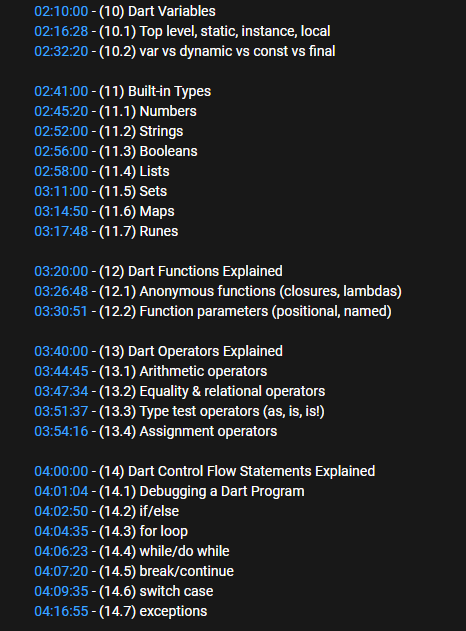 02:10:00 - (10) Dart Variables
02:16:28 - (10.1) Top level, static, instance, local
02:32:20 - (10.2) var vs dynamic vs const vs final
02:41:00 - (11) Built-in Types
02:45:20 - (11.1) Numbers
02:52:00 - (11.2) Strings
02:56:00 - (11.3) Booleans
02:58:00 - (11.4) Lists
03:11:00 - (11.5) Sets
03:14:50 - (11.6) Maps
03:17:48 - (11.7) Runes
03:20:00 - (12) Dart Functions Explained
03:26:48 - (12.1) Anonymous functions (closures, lambdas)
03:30:51 - (12.2) Function parameters (positional, named)
03:40:00 - (13) Dart Operators Explained
03:44:45 - (13.1) Arithmetic operators
03:47:34 - (13.2) Equality & relational operators
03:51:37 - (13.3) Type test operators (as, is, is!)
03:54:16 - (13.4) Assignment operators
04:00:00 - (14) Dart Control Flow Statements Explained
04:01:04 - (14.1) Debugging a Dart Program
04:02:50 - (14.2) if/else
04:04:35 - (14.3) for loop
04:06:23 - (14.4) while/do while
04:07:20 - (14.5) break/continue
04:09:35 - (14.6) switch case
04:16:55 - (14.7) exceptions